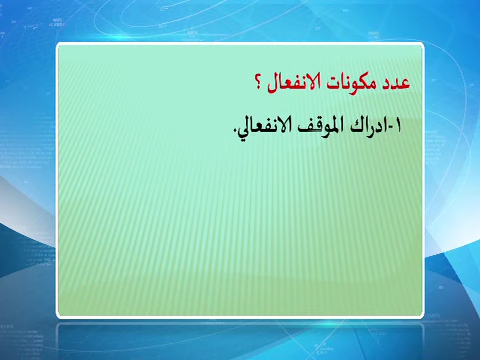 عدد مكونات الانفعال ؟
١-ادراك الموقف الانفعالي.